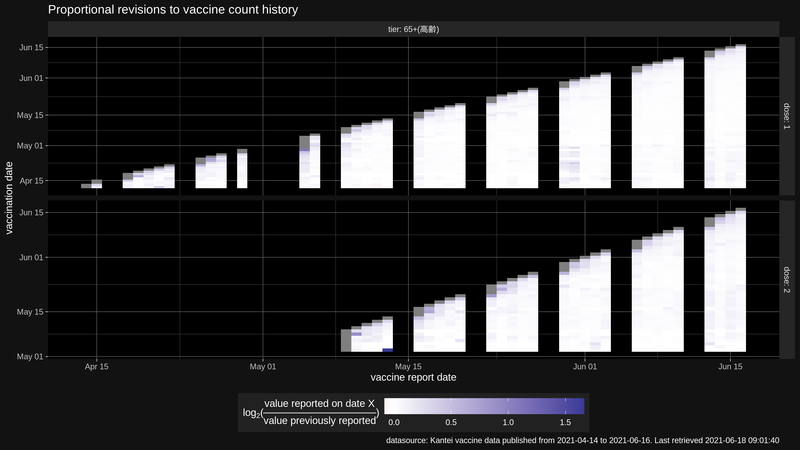 Proportional revisions to vaccine count history
tier: 65+(高齢)
Jun 15
Jun 01
May 15
May 01
Apr 15
dose: 1
vaccination date
Jun 15
Jun 01
May 15
May 01
dose: 2
Apr 15 May 01 May 15 Jun 01 Jun 15
vaccine report date
log2(value reported on date X
value previously reported)
0.0 0.5 1.0 1.5
datasource: Kantei vaccine data published from 2021-04-14 to 2021-06-16. Last retrieved 2021-06-18 09:01:40